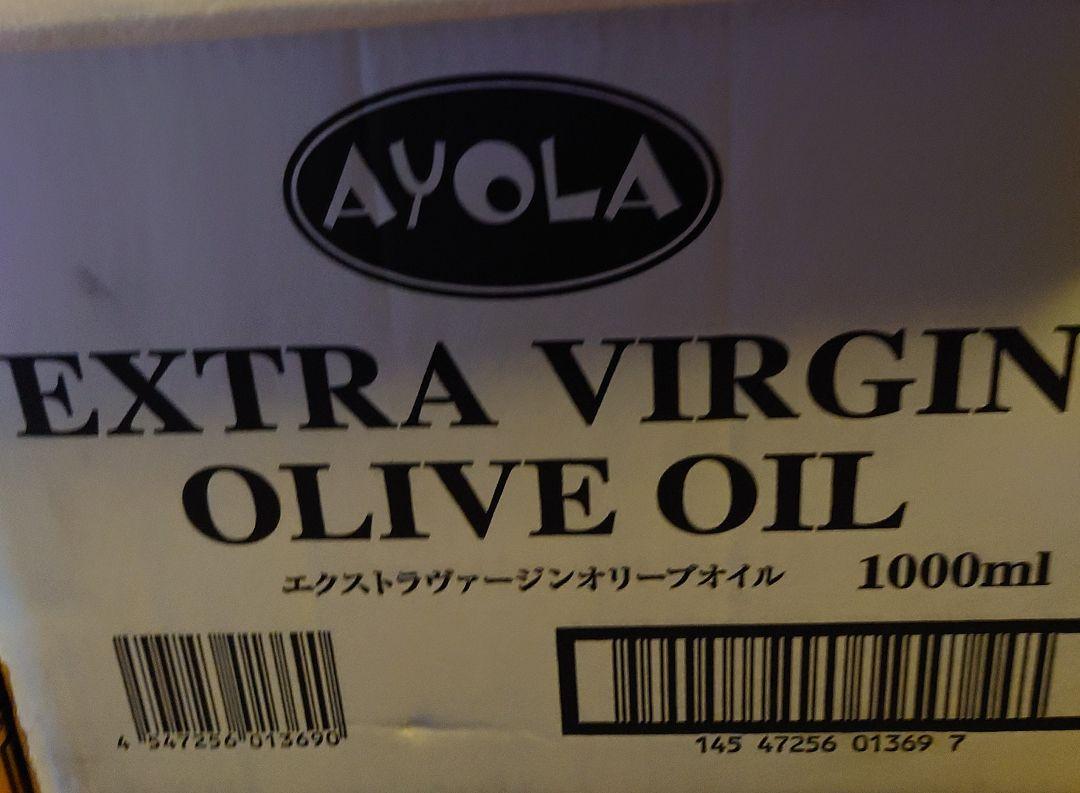 AYOLA
EXTRA VIRGIN
OLIVE OIL
エクストラヴァージンオリーブオイル 1000ml
4 547256 013690
145 47256 01369 7